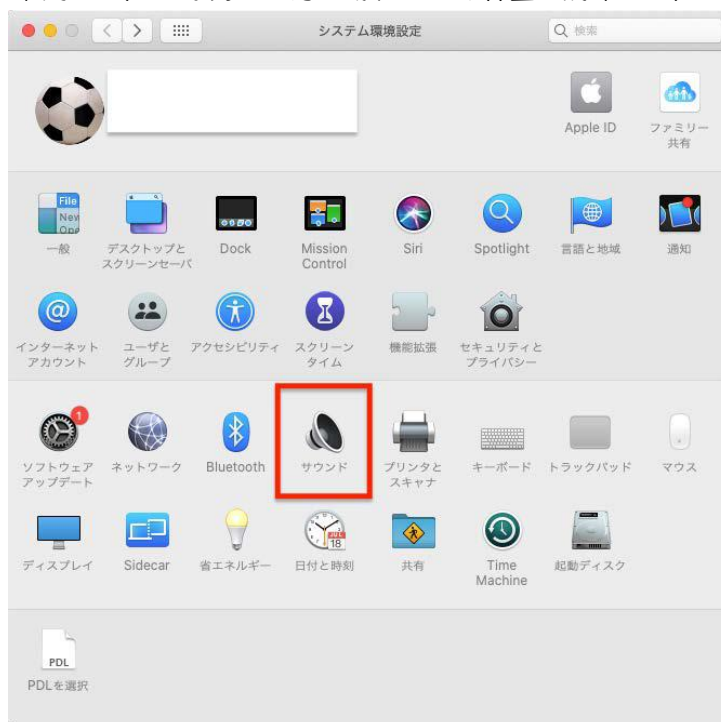 システム環境設定
検索
Apple ID
ファミリー
共有
File
New
Ope
一般
デスクトップと
スクリーンセーバ
Dock
Mission
Control
Siri
Spotlight
言語と地域
通知
インターネット
アカウント
ユーザと
グループ
アクセシビリティ
スクリーン
タイム
機能拡張
セキュリティと
プライバシー
1
ソフトウェア
アップデート
ネットワーク
Bluetooth
サウンド
プリンタと
スキャナ
キーボード
トラックパッド
マウス
ディスプレイ
Sidecar
省エネルギー
JUL
18
日付と時刻
共有
Time
Machine
起動ディスク
PDL
PDLを選択